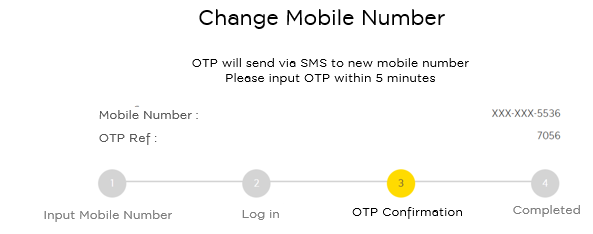 Change Mobile Number
OTP will send via SMS to new mobile number
Please input OTP within 5 minutes
Mobile Number : XXX-XXX-5536
OTP Ref : 7056
1 2 3 4
Input Mobile Number Log in OTP Confirmation Completed